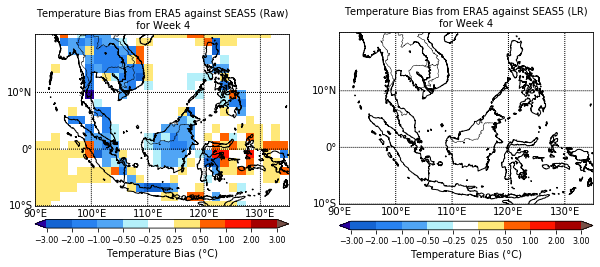 Temperature Bias from ERA5 against SEAS5 (Raw)
for Week 4
10°N
0°
10°S
90°E 100°E 110°E 120°E 130°E
−3.00 −2.00 −1.00 −0.50 −0.25 0.25 0.50 1.00 2.00 3.00
Temperature Bias (°C)
Temperature Bias from ERA5 against SEAS5 (LR)
for Week 4
10°N
0°
10°S
90°E 100°E 110°E 120°E 130°E
−3.00 −2.00 −1.00 −0.50 −0.25 0.25 0.50 1.00 2.00 3.00
Temperature Bias (°C)